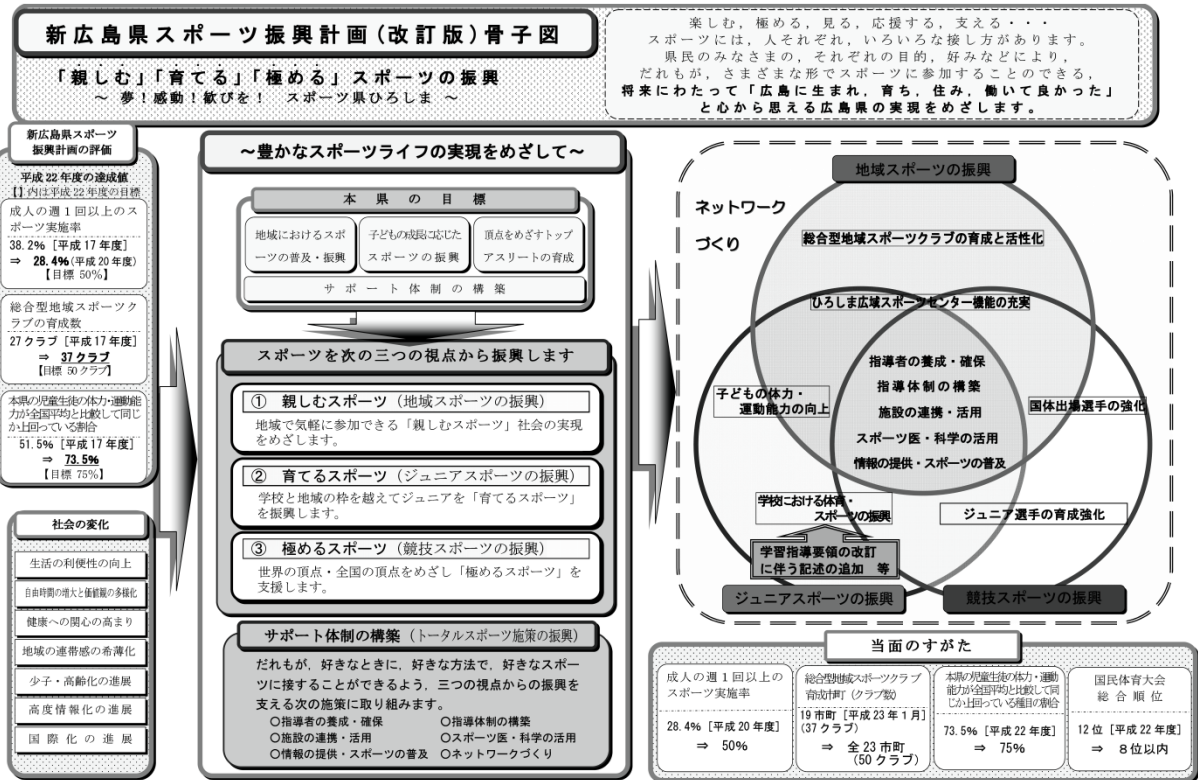 新広島県スポーツ振興計画(改訂版)骨子図
「親しむ」「育てる」「極める」スポーツの振興
～ 夢！感動！歓びを！　スポーツ県ひろしま ～
楽しむ，極める，見る，応援する，支える・・・
スポーツには，人それぞれ，いろいろな接し方があります。
県民のみなさまの，それぞれの目的，好みなどにより，
だれもが，さまざまな形でスポーツに参加することのできる，
将来にわたって「広島に生まれ，育ち，住み，働いて良かった」
と心から思える広島県の実現をめざします。
新広島県スポーツ
振興計画の評価
平成22年度の達成値
【】内は平成22年度の目標
成人の週1回以上のス
ポーツ実施率
38.2%［平成17年度］
⇒ 28.4%(平成20年度)
【目標50%】
総合型地域スポーツク
ラブの育成数
27クラブ［平成17年度］
⇒ 37クラブ
【目標50クラブ】
本県の児童生徒の体力・運動能
力が全国平均と比較して同じ
か上回っている割合
51.5%［平成17年度］
⇒ 73.5%
【目標75%】
社会の変化
生活の利便性の向上
自由時間の増大と価値観の多様化
健康への関心の高まり
地域の連帯感の希薄化
少子・高齢化の進展
高度情報化の進展
国際化の進展
～豊かなスポーツライフの実現をめざして～
本県の目標
地域におけるスポ
ーツの普及・振興
子どもの成長に応じた
スポーツの振興
頂点をめざすトップ
アスリートの育成
サポート体制の構築
スポーツを次の三つの視点から振興します
① 親しむスポーツ（地域スポーツの振興）
地域で気軽に参加できる「親しむスポーツ」社会の実現
をめざします。
② 育てるスポーツ（ジュニアスポーツの振興）
学校と地域の枠を越えてジュニアを「育てるスポーツ」
を振興します。
③ 極めるスポーツ（競技スポーツの振興）
世界の頂点・全国の頂点をめざし「極めるスポーツ」を
支援します。
サポート体制の構築（トータルスポーツ施策の振興）
だれもが，好きなときに，好きな方法で，好きなスポー
ツに接することができるよう，三つの視点からの振興を
支える次の施策に取り組みます。
○指導者の養成・確保　○指導体制の構築
○施設の連携・活用　○スポーツ医・科学の活用
○情報の提供・スポーツの普及　○ネットワークづくり
地域スポーツの振興
ネットワーク
づくり
総合型地域スポーツクラブの育成と活性化
ひろしま広域スポーツセンター機能の充実
指導者の養成・確保
指導体制の構築
施設の連携・活用
スポーツ医・科学の活用
情報の提供・スポーツの普及
子どもの体力・
運動能力の向上
国体出場選手の強化
学校における体育・
スポーツの振興
ジュニア選手の育成強化
学習指導要領の改訂
に伴う記述の追加　等
ジュニアスポーツの振興
競技スポーツの振興
当面のすがた
成人の週1回以上の
スポーツ実施率
28.4%［平成20年度］
⇒ 50%
総合型地域スポーツクラブ
育成市町（クラブ数）
19市町［平成23年1月］
(37クラブ)
⇒ 全23市町
(50クラブ)
本県の児童生徒の体力・運動
能力が全国平均と比較して同
じか上回っている種目の割合
73.5%［平成22年度］
⇒ 75%
国民体育大会
総合順位
12位［平成22年度］
⇒ 8位以内